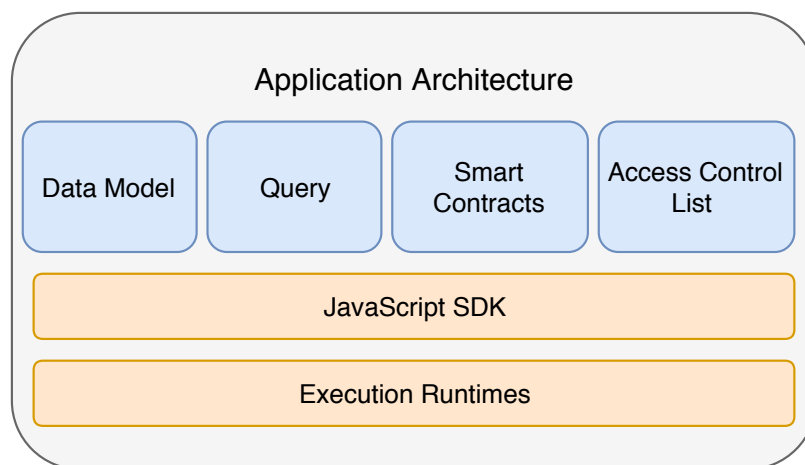 Application Architecture
Data Model
Query
Smart
Contracts
Access Control
List
JavaScript SDK
Execution Runtimes